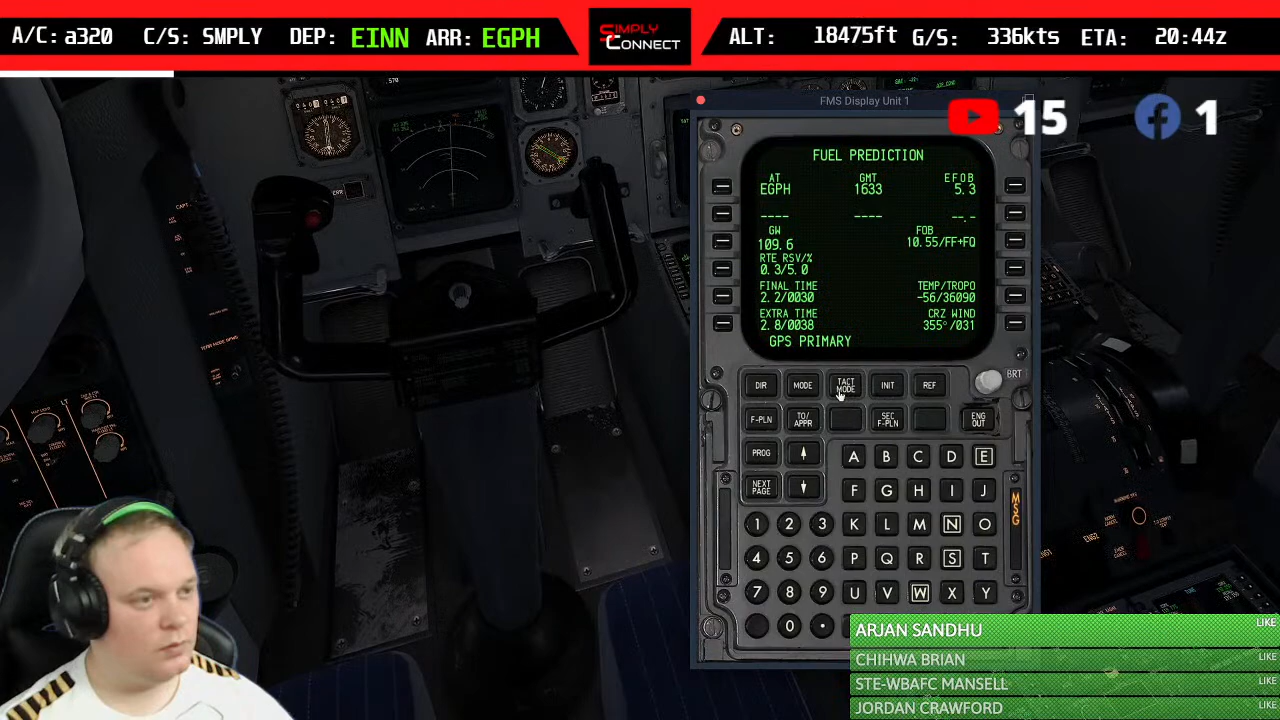 A/C: a320 C/S: SMPLY DEP: EINN ARR: EGPH
SIMPLY
CONNECT
ALT: 18475ft G/S: 336kts ETA: 20:44z
FMS Display Unit 1
15 1
FUEL PREDICTION
AT GMT EFOB
EGPH 1633 5.3
---- ---- --.-
GW FOB
109.6 10.55/FF+FQ
RTE RSV/%
0.3/5.0
FINAL TIME TEMP/TROPO
2.2/0030 -56/36090
EXTRA TIME CRZ WIND
2.8/0038 355°/031
GPS PRIMARY
BRT
DIR MODE TACT MODE INIT REF
F-PLN TO/APPR SEC F-PLN ENG OUT
PROG
NEXT PAGE
A B C D E
F G H I J
1 2 3 K L M N O
4 5 6 P Q R S T
7 8 9 U V W X Y
0 .
MSG
ARJAN SANDHU LIKE
CHIHWA BRIAN LIKE
STE-WBAFC MANSELL LIKE
JORDAN CRAWFORD LIKE